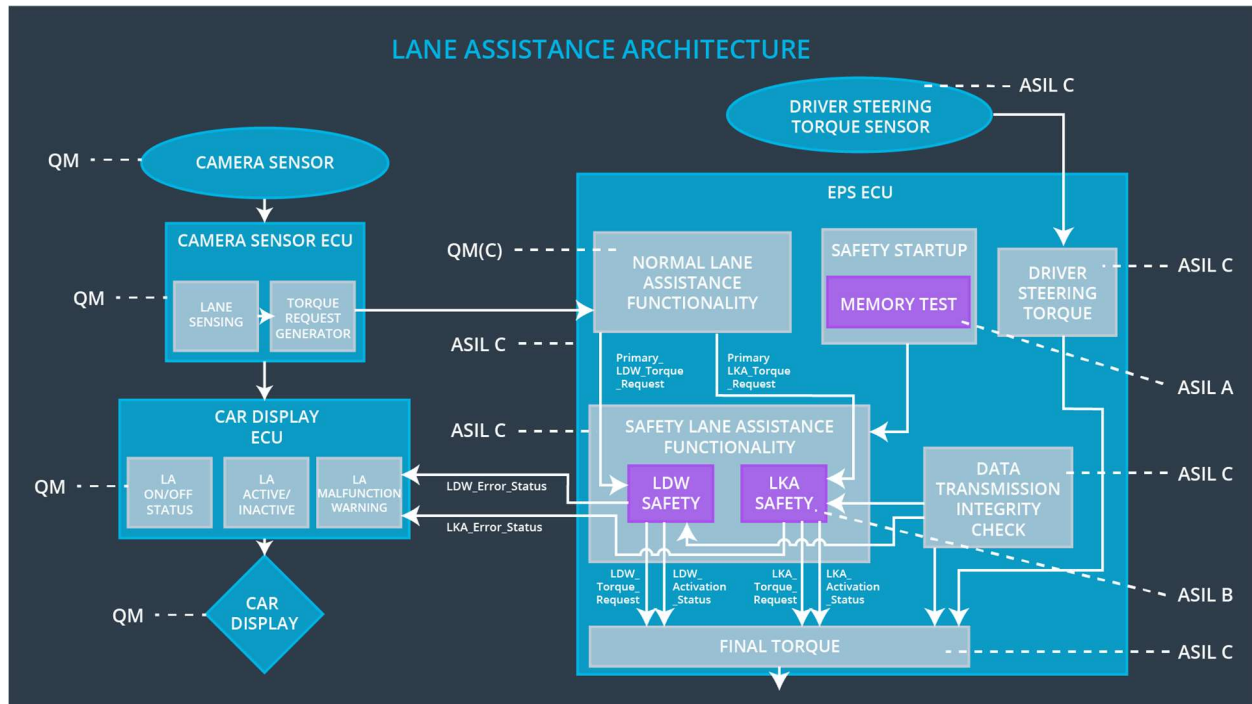 LANE ASSISTANCE ARCHITECTURE
ASIL C
DRIVER STEERING
TORQUE SENSOR
QM
CAMERA SENSOR
EPS ECU
CAMERA SENSOR ECU
QM
LANE
SENSING
TORQUE
REQUEST
GENERATOR
QM(C)
NORMAL LANE
ASSISTANCE
FUNCTIONALITY
SAFETY STARTUP
MEMORY TEST
DRIVER
STEERING
TORQUE
ASIL C
ASIL C
Primary_
LDW_Torque
_Request
Primary
LKA_Torque
_Request
ASIL A
CAR DISPLAY
ECU
QM
LA
ON/OFF
STATUS
LA
ACTIVE/
INACTIVE
LA
MALFUNCTION
WARNING
ASIL C
SAFETY LANE ASSISTANCE
FUNCTIONALITY
LDW_Error_Status
LKA_Error_Status
LDW
SAFETY
LKA
SAFETY
DATA
TRANSMISSION
INTEGRITY
CHECK
ASIL C
LDW_
Torque_
Request
LDW_
Activation
_Status
LKA_
Torque_
Request
LKA_
Activation
_Status
ASIL B
QM
CAR
DISPLAY
FINAL TORQUE
ASIL C